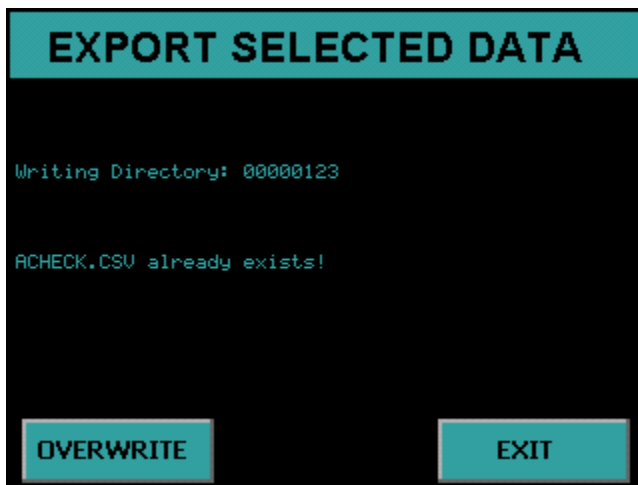 EXPORT SELECTED DATA
Writing Directory: 00000123
ACHECK.CSV already exists!
OVERWRITE
EXIT